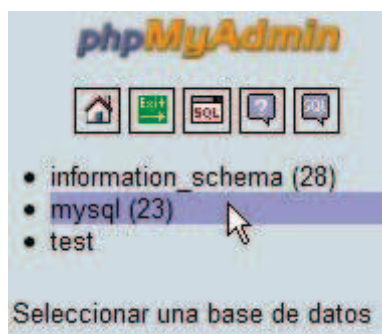 phpMyAdmin
Exit SQL ? SQL
information_schema (28)
mysql (23)
test
Seleccionar una base de datos